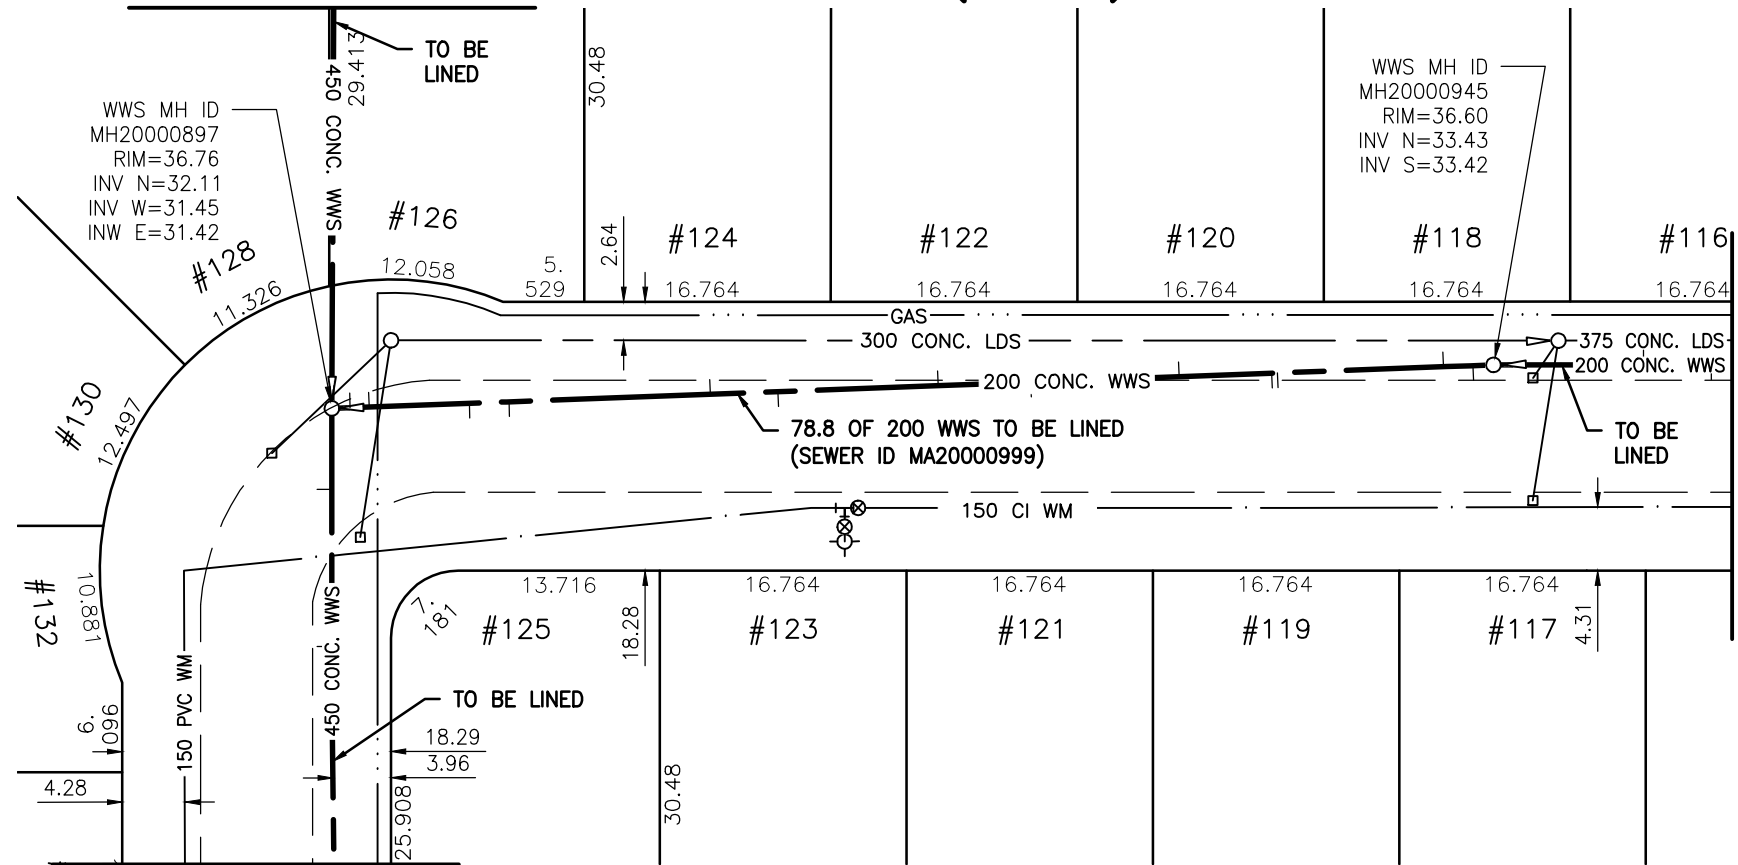 TO BE
LINED
450 CONC. WWS
29.413
30.48
WWS MH ID
MH20000897
RIM=36.76
INV N=32.11
INV W=31.45
INW E=31.42
WWS MH ID
MH20000945
RIM=36.60
INV N=33.43
INV S=33.42
#128
11.326
#126
12.058
5.
529
2.64
#124
16.764
#122
16.764
#120
16.764
#118
16.764
#116
16.764
GAS
300 CONC. LDS
375 CONC. LDS
200 CONC. WWS
200 CONC. WWS
#130
12.497
78.8 OF 200 WWS TO BE LINED
(SEWER ID MA20000999)
TO BE
LINED
150 CI WM
#132
10.881
7.
181
13.716
#125
18.28
16.764
#123
16.764
#121
16.764
#119
16.764
#117
4.31
9.
096
150 PVC WM
450 CONC. WWS
TO BE LINED
18.29
3.96
4.28
25.908
30.48